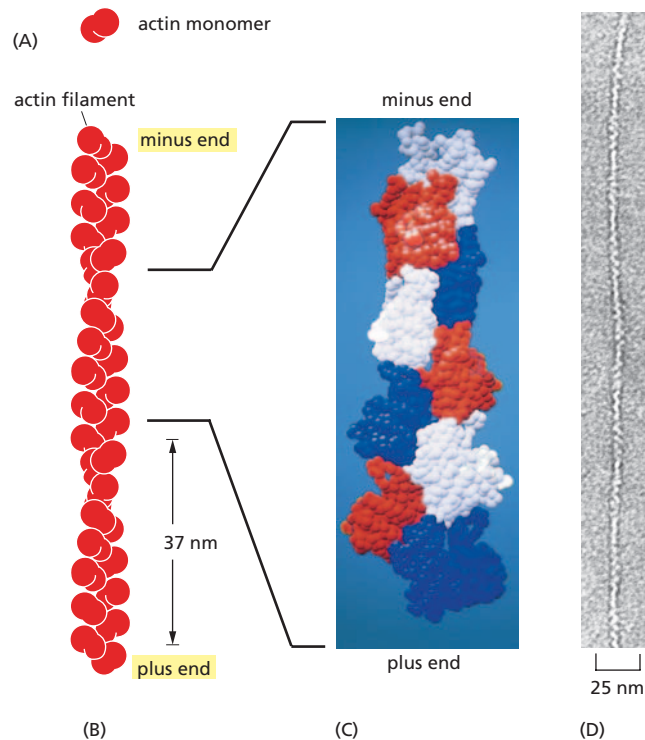 (A)
actin monomer
actin filament
minus end
37 nm
plus end
minus end
plus end
25 nm
(B)
(C)
(D)